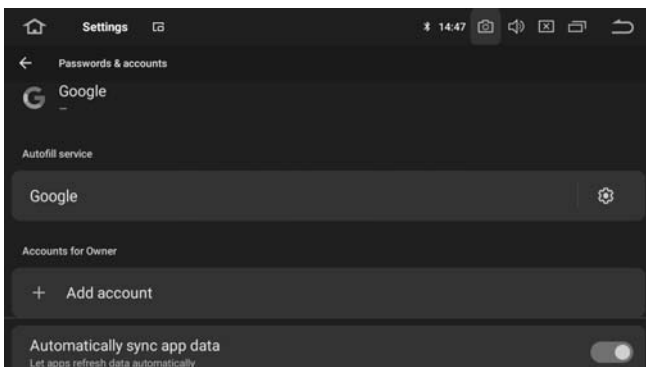 Settings
14:47
Passwords & accounts
Google
Autofill service
Google
Accounts for Owner
Add account
Automatically sync app data
Let apps refresh data automatically